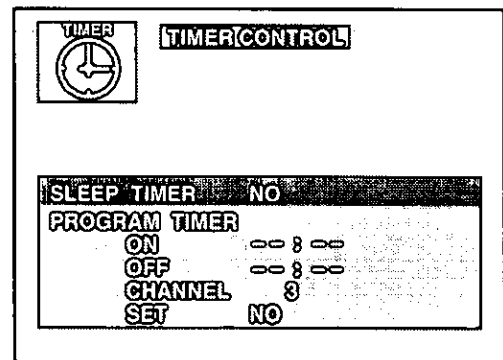 TIMER
TIMER CONTROL
SLEEP TIMER NO
PROGRAM TIMER
ON --:--
OFF --:--
CHANNEL 3
SET NO